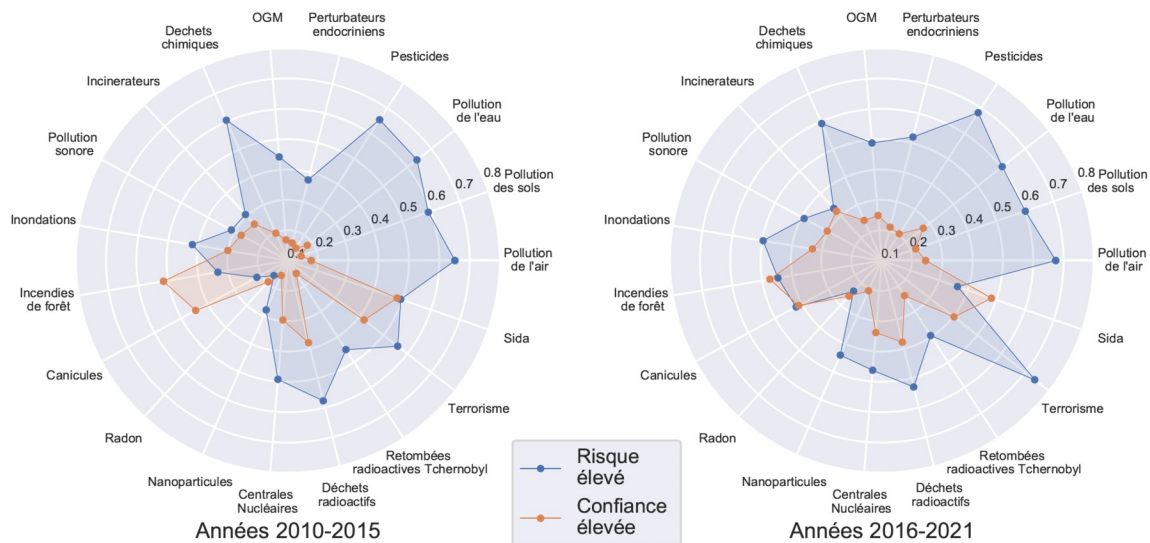 OGM
Perturbateurs
endocriniens
Dechets
chimiques
Pesticides
Incinerateurs
Pollution
de l'eau
Pollution
sonore
Pollution
des sols
Inondations
Pollution
de l'air
Incendies
de forêt
Sida
Canicules
Terrorisme
Radon
Retombées
radioactives Tchernobyl
Nanoparticules
Centrales
Nucléaires
Déchets
radioactifs
0.1
0.2
0.3
0.4
0.5
0.6
0.7
0.8
Années 2010-2015
Risque
élevé
Confiance
élevée
OGM
Perturbateurs
endocriniens
Dechets
chimiques
Pesticides
Incinerateurs
Pollution
de l'eau
Pollution
sonore
Pollution
des sols
Inondations
Pollution
de l'air
Incendies
de forêt
Sida
Canicules
Terrorisme
Radon
Retombées
radioactives Tchernobyl
Nanoparticules
Centrales
Nucléaires
Déchets
radioactifs
0.1
0.2
0.3
0.4
0.5
0.6
0.7
0.8
Années 2016-2021